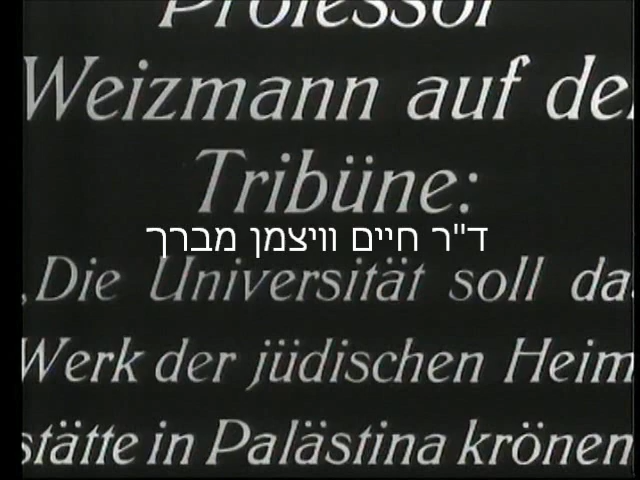 Professor
Weizmann auf de
Tribüne:
ד"ר חיים וויצמן מברך
„Die Universität soll da
Werk der jüdischen Heim
stätte in Palästina krönen